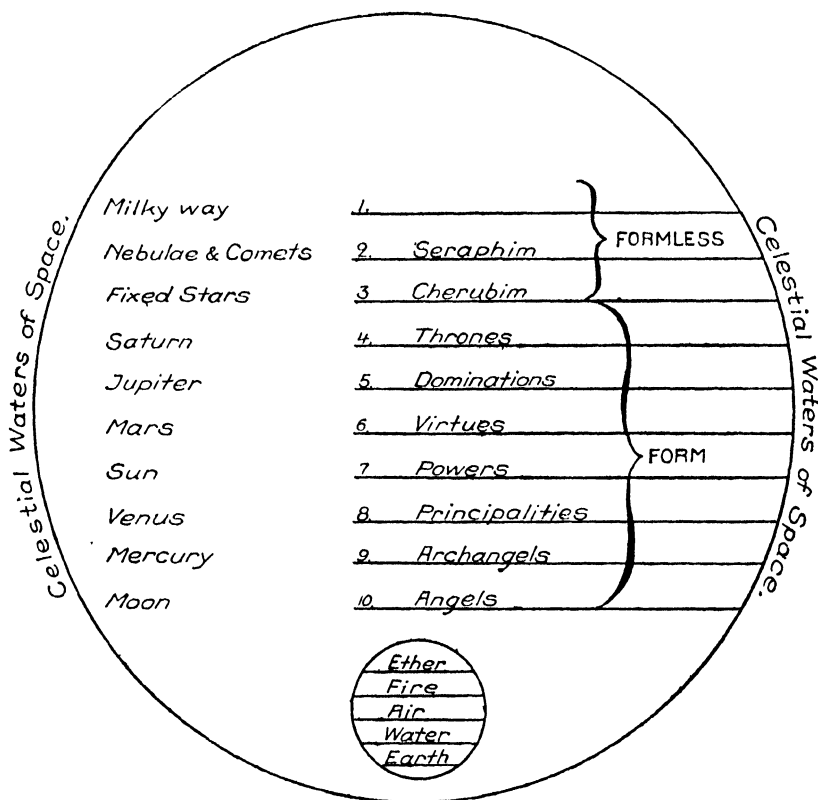 Celestial Waters of Space.
Milky way 1.
Nebulae & Comets 2. Seraphim
Fixed Stars 3 Cherubim
FORMLESS
Saturn 4. Thrones
Jupiter 5. Dominations
Mars 6. Virtues
Sun 7 Powers
FORM
Venus 8. Principalities
Mercury 9. Archangels
Moon 10. Angels
Celestial Waters of Space.
Ether
Fire
Air
Water
Earth